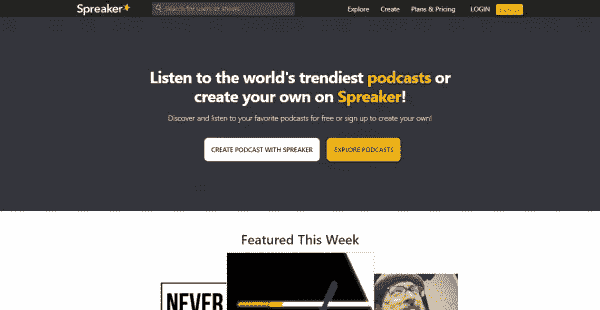 Spreaker
Search for users or shows
Explore
Create
Plans & Pricing
LOGIN
Listen to the world's trendiest podcasts or
create your own on Spreaker!
Discover and listen to your favorite podcasts for free or sign up to create your own!
CREATE PODCAST WITH SPREAKER
EXPLORE PODCASTS
Featured This Week
NEVER